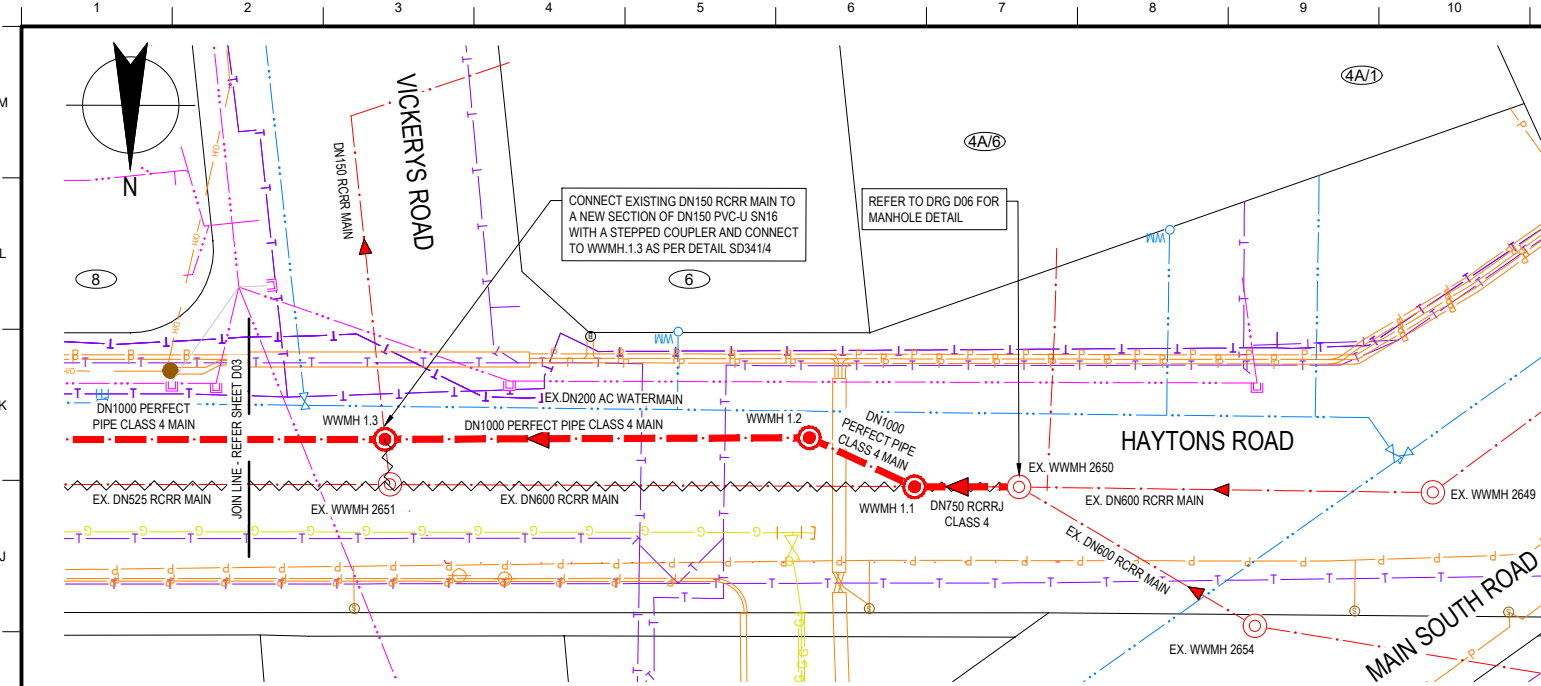 1 2 3 4 5 6 7 8 9 10
M
L
K
J
N
VICKERYS ROAD
DN150 RCRR MAIN
4A/1
4A/6
8
6
CONNECT EXISTING DN150 RCRR MAIN TO
A NEW SECTION OF DN150 PVC-U SN16
WITH A STEPPED COUPLER AND CONNECT
TO WWMH.1.3 AS PER DETAIL SD341/4
REFER TO DRG D06 FOR
MANHOLE DETAIL
WM
WM
EX.DN200 AC WATERMAIN
DN1000 PERFECT
PIPE CLASS 4 MAIN
JOIN LINE - REFER SHEET D03
WWMH 1.3
DN1000 PERFECT PIPE CLASS 4 MAIN
WWMH 1.2
DN1000
PERFECT PIPE
CLASS 4 MAIN
HAYTONS ROAD
EX. DN525 RCRR MAIN
EX. WWMH 2651
EX. DN600 RCRR MAIN
WWMH 1.1
DN750 RCRRJ
CLASS 4
EX. WWMH 2650
EX. DN600 RCRR MAIN
EX. WWMH 2649
EX. DN600 RCRR MAIN
EX. WWMH 2654
MAIN SOUTH ROAD